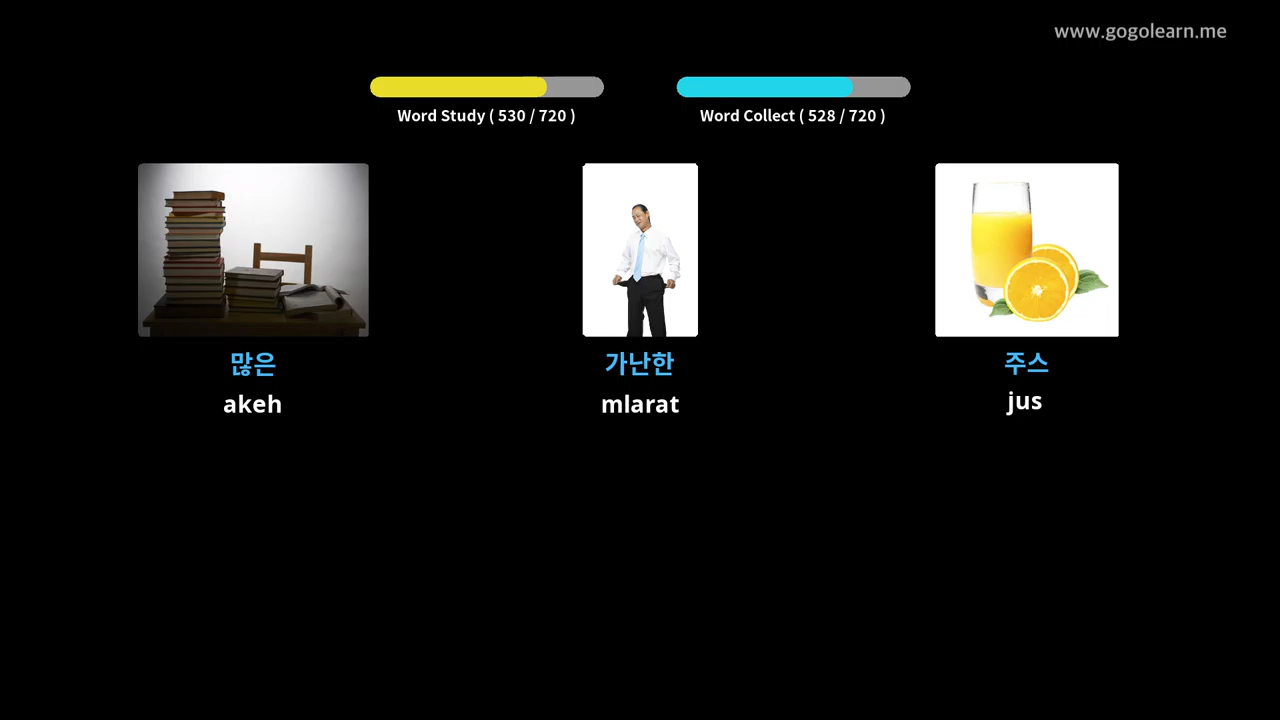 www.gogolearn.me
Word Study ( 530 / 720 )
Word Collect ( 528 / 720 )
많은
가난한
주스
akeh
mlarat
jus